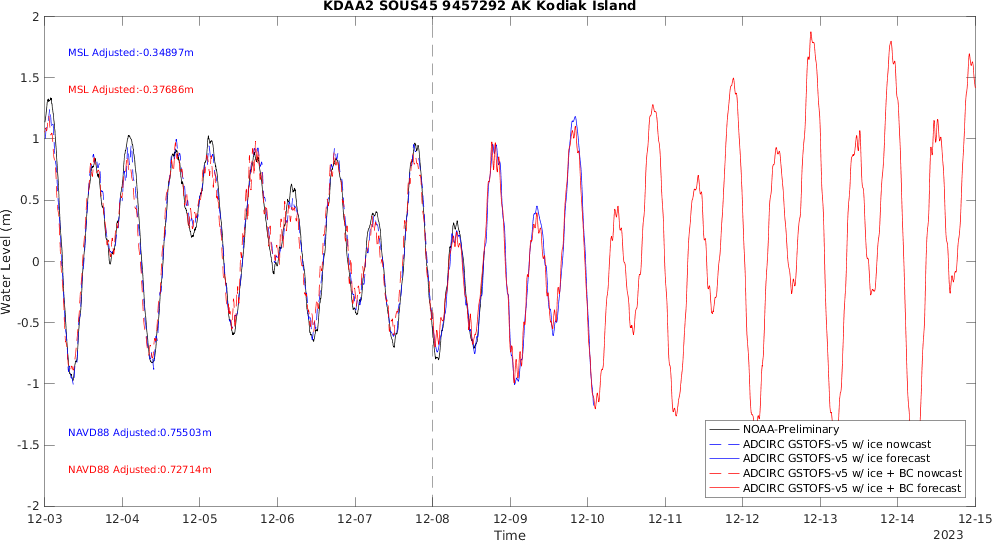 KDAA2 SOUS45 9457292 AK Kodiak Island
2
1.5
1
0.5
0
-0.5
-1
-1.5
-2
Water Level (m)
MSL Adjusted:-0.34897m
MSL Adjusted:-0.37686m
NAVD88 Adjusted:0.75503m
NAVD88 Adjusted:0.72714m
NOAA-Preliminary
ADCIRC GSTOFS-v5 w/ ice nowcast
ADCIRC GSTOFS-v5 w/ ice forecast
ADCIRC GSTOFS-v5 w/ ice + BC nowcast
ADCIRC GSTOFS-v5 w/ ice + BC forecast
12-03 12-04 12-05 12-06 12-07 12-08 12-09 12-10 12-11 12-12 12-13 12-14 12-15
Time
2023